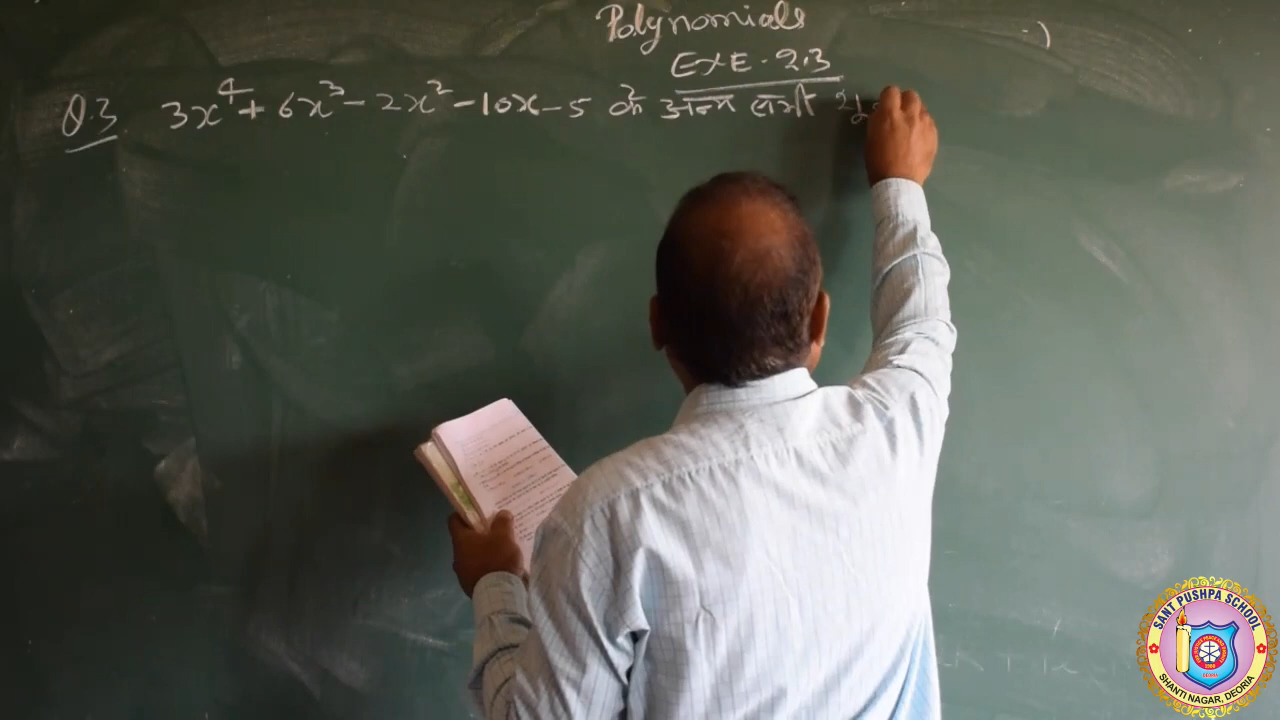 Polynomials
Exe. 2.3
Q.3 3x⁴ + 6x³ - 2x² - 10x - 5 के अन्य सभी
SANT PUSHPA SCHOOL
SHANTI NAGAR, DEORIA